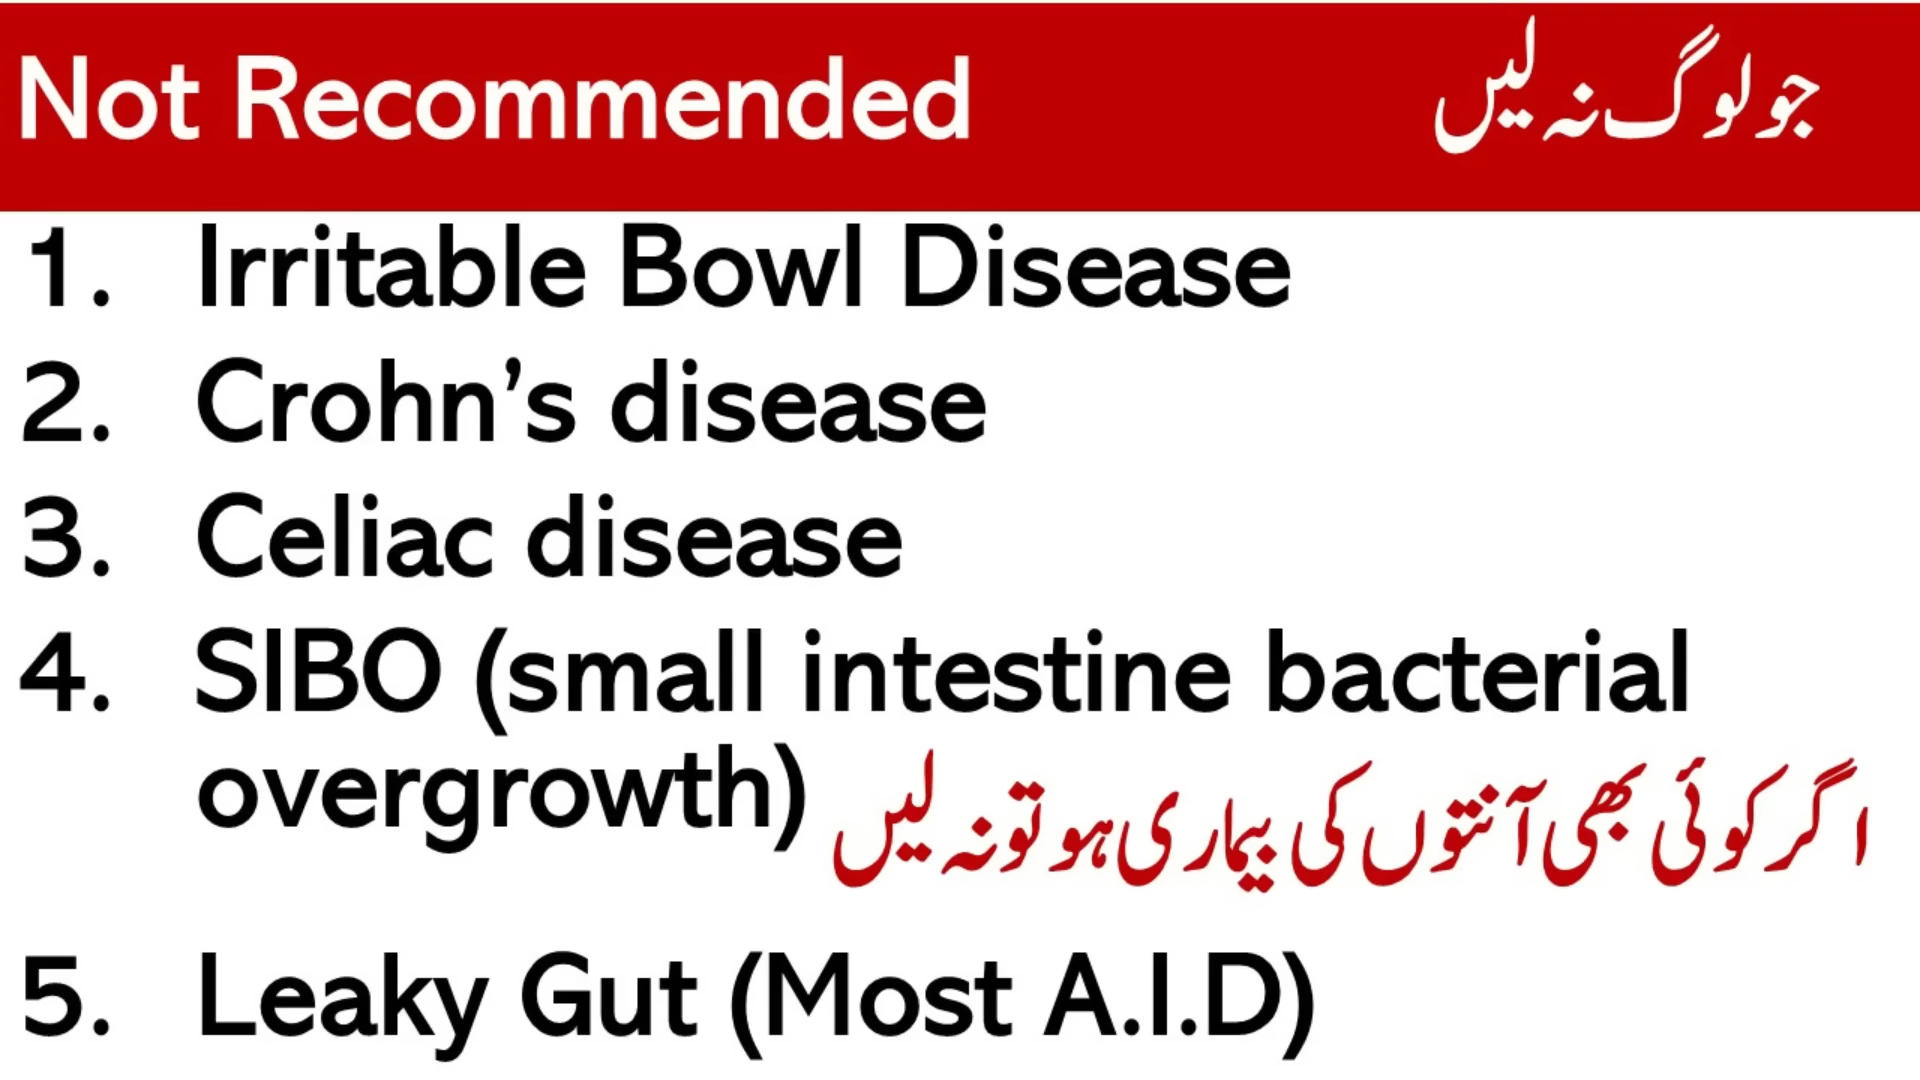 Not Recommended جو لوگ نہ لیں
1. Irritable Bowl Disease
2. Crohn’s disease
3. Celiac disease
4. SIBO (small intestine bacterial
overgrowth) اگر کوئی بھی آنتوں کی بیماری ہو تو نہ لیں
5. Leaky Gut (Most A.I.D)